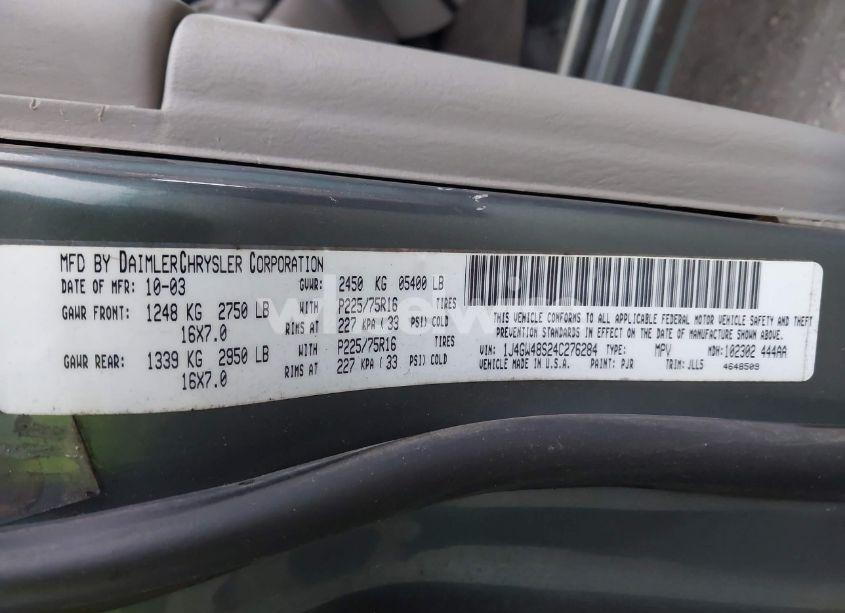 MFD BY DAIMLERCHRYSLER CORPORATION
DATE OF MFR: 10-03 GVWR: 2450 KG 05400 LB
GAWR FRONT: 1248 KG 2750 LB WITH P225/75R16 TIRES
16X7.0 RIMS AT 227 KPA ( 33 PSI) COLD
GAWR REAR: 1339 KG 2950 LB WITH P225/75R16 TIRES
16X7.0 RIMS AT 227 KPA ( 33 PSI) COLD
THIS VEHICLE CONFORMS TO ALL APPLICABLE FEDERAL MOTOR VEHICLE SAFETY AND THEFT
PREVENTION STANDARDS IN EFFECT ON THE DATE OF MANUFACTURE SHOWN ABOVE.
VIN: 1J4GW48S24C276284 TYPE: MPV MDH: 102302 444AA
VEHICLE MADE IN U.S.A. PAINT: PJR TRIM: JLL5 4648509